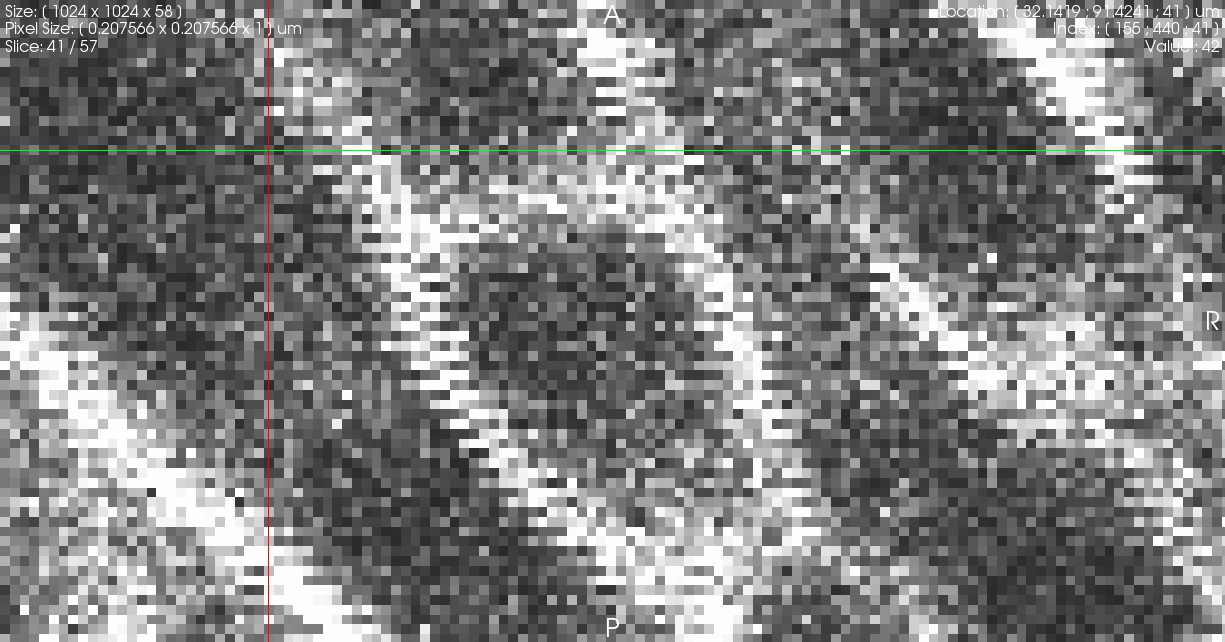 Size: ( 1024 x 1024 x 58 )
Pixel Size: ( 0.207566 x 0.207566 x 1 ) um
Slice: 41 / 57
A
Location: ( 32.1419 ; 91.4241 ; 41 ) um
Index: ( 155 ; 440 ; 41 )
Value : 42
R
P